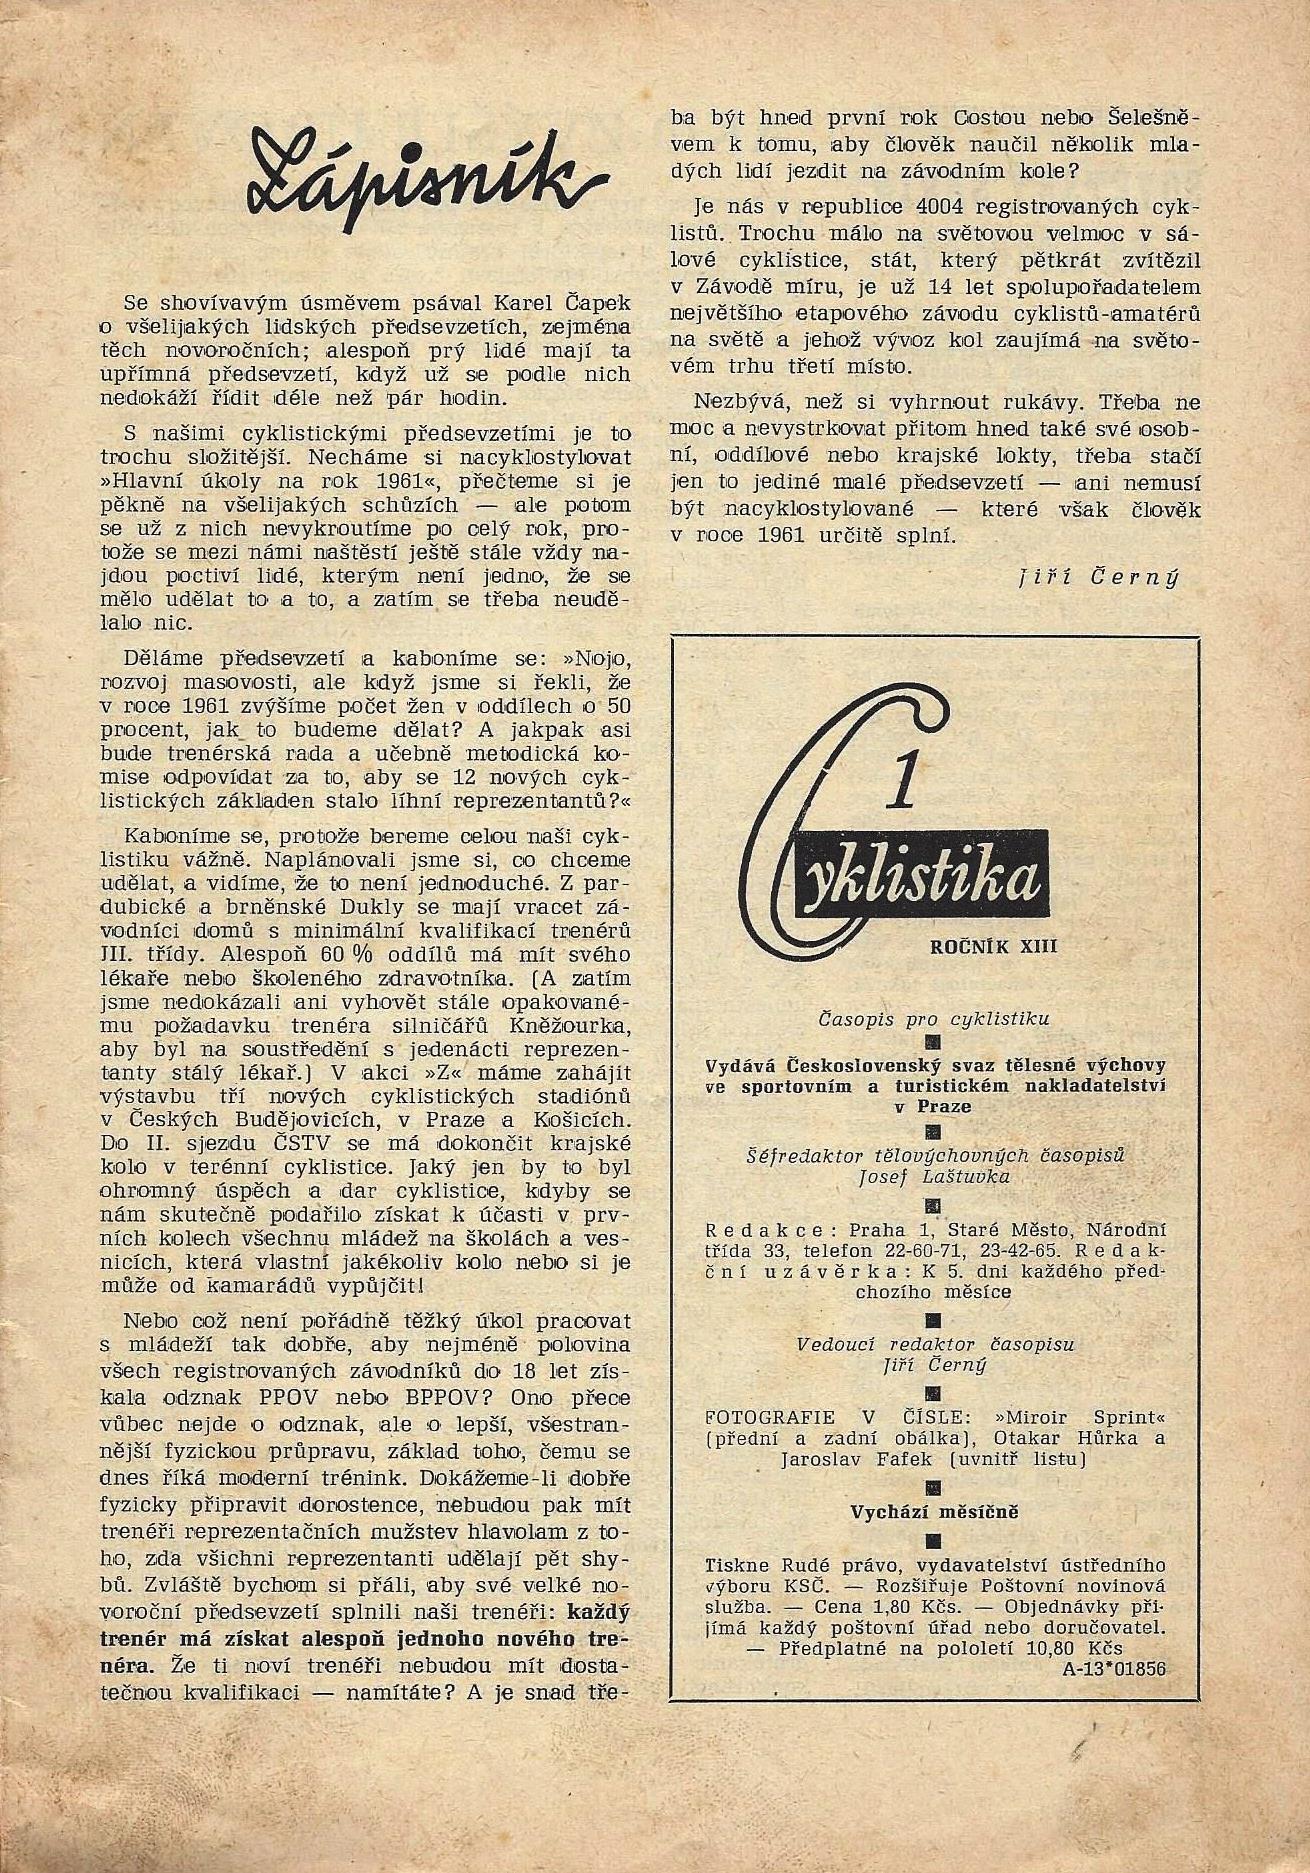 Zápisník
Se shovívavým úsměvem psával Karel Čapek
o všelijakých lidských předsevzetích, zejména
těch novoročních; alespoň prý lidé mají ta
upřímná předsevzetí, když už se podle nich
nedokáží řídit déle než pár hodin.
S našimi cyklistickými předsevzetími je to
trochu složitější. Necháme si nacyklostylovat
»Hlavní úkoly na rok 1961«, přečteme si je
pěkně na všelijakých schůzích — ale potom
se už z nich nevykroutíme po celý rok, pro-
tože se mezi námi naštěstí ještě stále vždy na-
jdou poctiví lidé, kterým není jedno, že se
mělo udělat to a to, a zatím se třeba neudě-
lalo nic.
Děláme předsevzetí a kaboníme se: »Nojo,
rozvoj masovosti, ale když jsme si řekli, že
v roce 1961 zvýšíme počet žen v oddílech o 50
procent, jak to budeme dělat? A jakpak asi
bude trenérská rada a učebně metodická ko-
mise odpovídat za to, aby se 12 nových cyk-
listických základen stalo líhní reprezentantů?«
Kaboníme se, protože bereme celou naši cyk-
listiku vážně. Naplánovali jsme si, co chceme
udělat, a vidíme, že to není jednoduché. Z par-
dubické a brněnské Dukly se mají vracet zá-
vodníci domů s minimální kvalifikací trenérů
III. třídy. Alespoň 60 % oddílů má mít svého
lékaře nebo školeného zdravotníka. (A zatím
jsme nedokázali ani vyhovět stále opakované-
mu požadavku trenéra silničářů Kněžourka,
aby byl na soustředění s jedenácti reprezen-
tanty stálý lékař.) V akci »Z« máme zahájit
výstavbu tří nových cyklistických stadiónů
v Českých Budějovicích, v Praze a Košicích.
Do II. sjezdu ČSTV se má dokončit krajské
kolo v terénní cyklistice. Jaký jen by to byl
ohromný úspěch a dar cyklistice, kdyby se
nám skutečně podařilo získat k účasti v prv-
ních kolech všechnu mládež na školách a ves-
nicích, která vlastní jakékoliv kolo nebo si je
může od kamarádů vypůjčit!
Nebo což není pořádně těžký úkol pracovat
s mládeží tak dobře, aby nejméně polovina
všech registrovaných závodníků do 18 let zís-
kala odznak PPOV nebo BPPOV? Ono přece
vůbec nejde o odznak, ale o lepší, všestran-
nější fyzickou průpravu, základ toho, čemu se
dnes říká moderní trénink. Dokážeme-li dobře
fyzicky připravit dorostence, nebudou pak mít
trenéři reprezentačních mužstev hlavolam z to-
ho, zda všichni reprezentanti udělají pět shy-
bů. Zvláště bychom si přáli, aby své velké no-
voroční předsevzetí splnili naši trenéři: každý
trenér má získat alespoň jednoho nového tre-
néra. Že ti noví trenéři nebudou mít dosta-
tečnou kvalifikaci — namítáte? A je snad tře-
ba být hned první rok Costou nebo Šelešně-
vem k tomu, aby člověk naučil několik mla-
dých lidí jezdit na závodním kole?
Je nás v republice 4004 registrovaných cyk-
listů. Trochu málo na světovou velmoc v sá-
lové cyklistice, stát, který pětkrát zvítězil
v Závodě míru, je už 14 let spolupořadatelem
největšího etapového závodu cyklistů-amatérů
na světě a jehož vývoz kol zaujímá na světo-
vém trhu třetí místo.
Nezbývá, než si vyhrnout rukávy. Třeba ne
moc a nevystrkovat přitom hned také své osob-
ní, oddílové nebo krajské lokty, třeba stačí
jen to jediné malé předsevzetí — ani nemusí
být nacyklostylované — které však člověk
v roce 1961 určitě splní.
Jiří Černý
1
Cyklistika
ROČNÍK XIII
Časopis pro cyklistiku
Vydává Československý svaz tělesné výchovy
ve sportovním a turistickém nakladatelství
v Praze
Šéfredaktor tělovýchovných časopisů
Josef Laštuvka
Redakce: Praha 1, Staré Město, Národní
třída 33, telefon 22-60-71, 23-42-65. Redak-
ční uzávěrka: K 5. dni každého před-
chozího měsíce
Vedoucí redaktor časopisu
Jiří Černý
FOTOGRAFIE V ČÍSLE: »Miroir Sprint«
(přední a zadní obálka), Otakar Hůrka a
Jaroslav Fafek (uvnitř listu)
Vychází měsíčně
Tiskne Rudé právo, vydavatelství ústředního
výboru KSČ. — Rozšiřuje Poštovní novinová
služba. — Cena 1,80 Kčs. — Objednávky při-
jímá každý poštovní úřad nebo doručovatel.
— Předplatné na pololetí 10,80 Kčs
A-13*01856